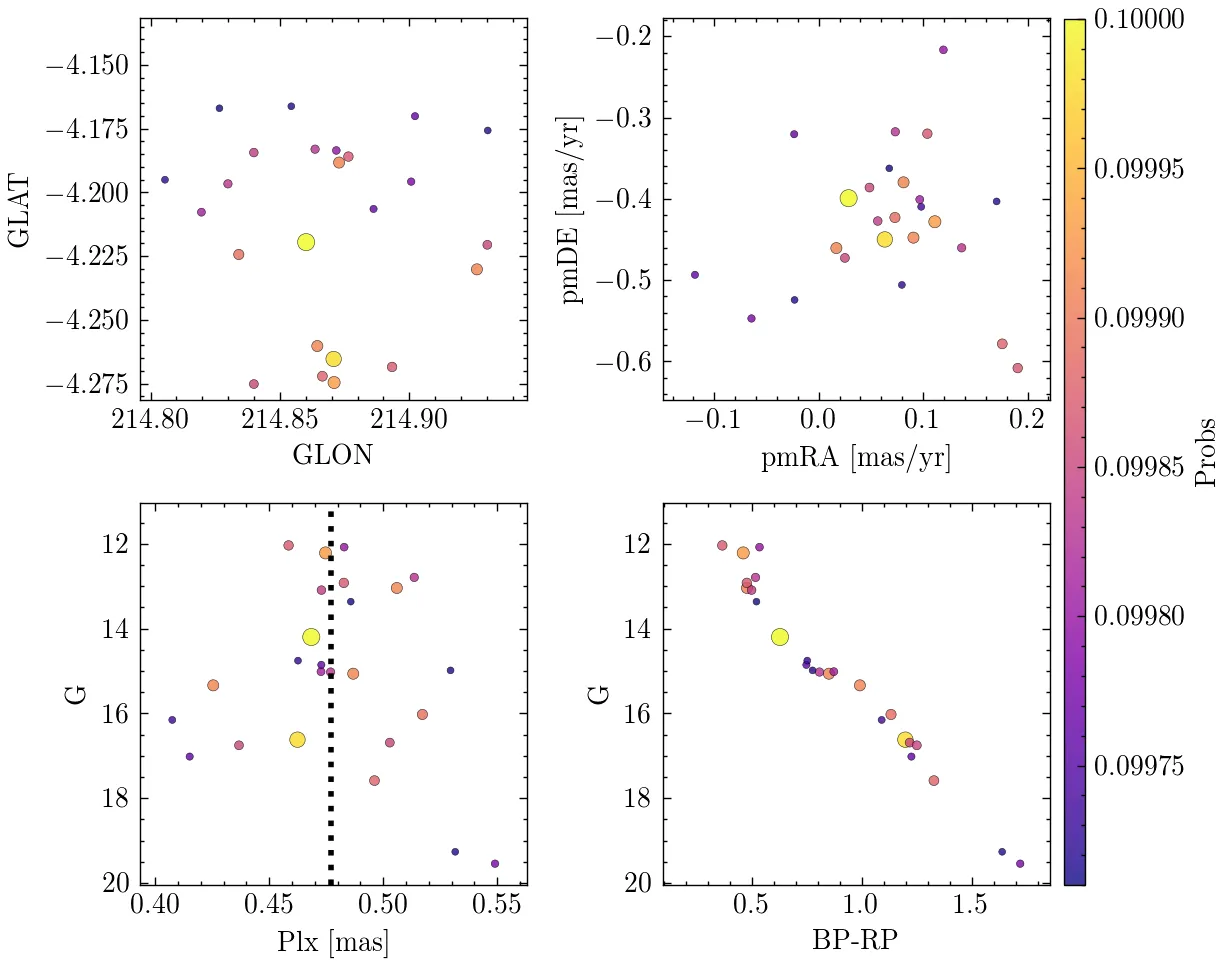 −4.150
−4.175
−4.200
−4.225
−4.250
−4.275
GLAT
214.80 214.85 214.90
GLON
−0.2
−0.3
−0.4
−0.5
−0.6
pmDE [mas/yr]
−0.1 0.0 0.1 0.2
pmRA [mas/yr]
12
14
16
18
20
G
0.40 0.45 0.50 0.55
Plx [mas]
12
14
16
18
20
G
0.5 1.0 1.5
BP-RP
0.10000
0.09995
0.09990
0.09985
0.09980
0.09975
Probs